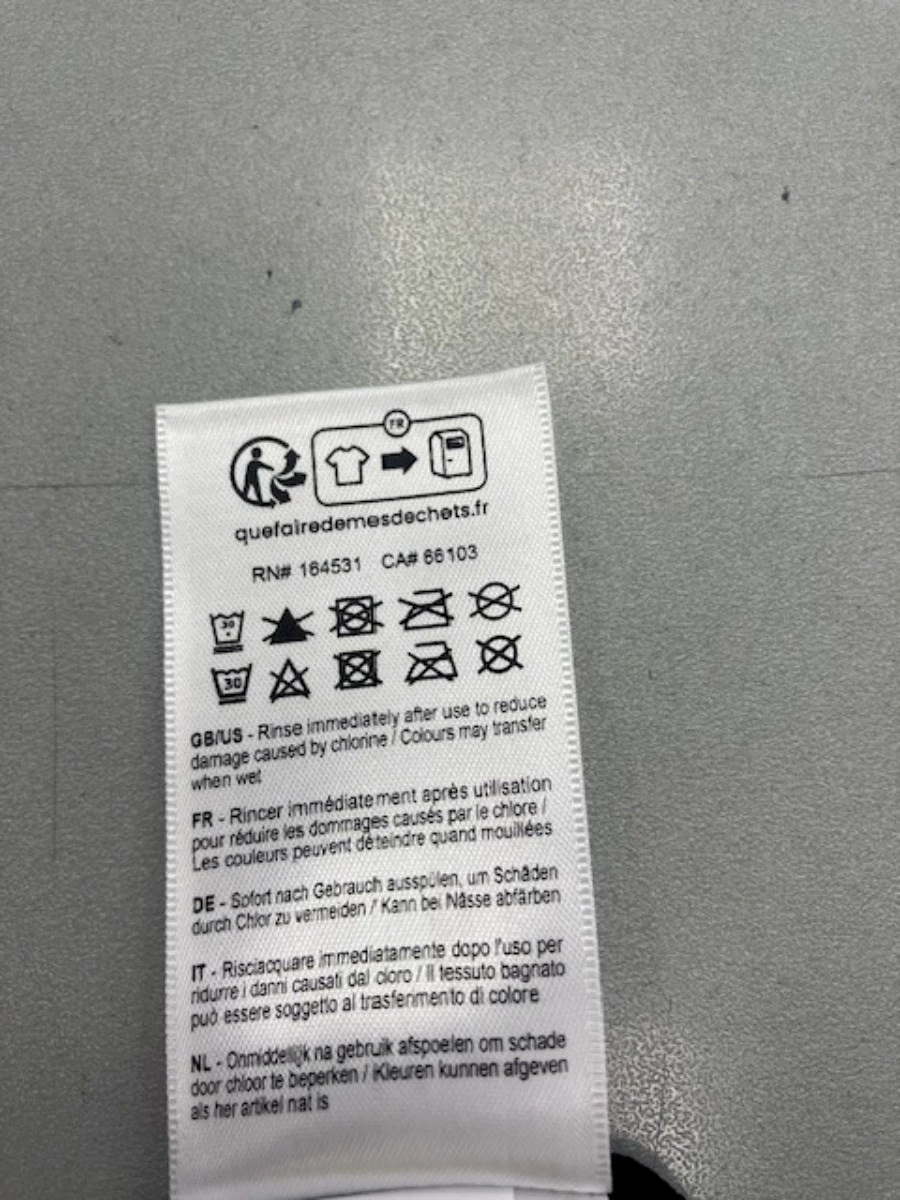 FR
quefairedemesdechets.fr
RN# 164531 CA# 66103
30
30
GB/US - Rinse immediately after use to reduce
damage caused by chlorine / Colours may transfer
when wet
FR - Rincer immédiatement après utilisation
pour réduire les dommages causés par le chlore /
Les couleurs peuvent déteindre quand mouillées
DE - Sofort nach Gebrauch ausspülen, um Schäden
durch Chlor zu vermeiden / Kann bei Nässe abfärben
IT - Risciacquare immediatamente dopo l'uso per
ridurre i danni causati dal cloro / Il tessuto bagnato
può essere soggetto al trasferimento di colore
NL - Onmiddellijk na gebruik afspoelen om schade
door chloor te beperken / Kleuren kunnen afgeven
als her artikel nat is